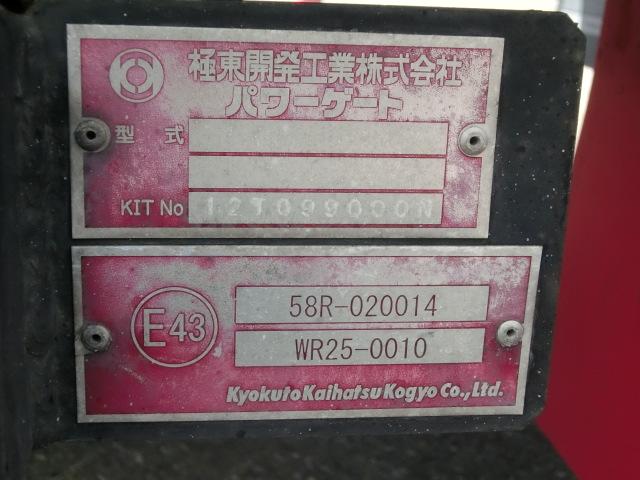 極東開発工業株式会社
パワーゲート
型 式
KIT No 12T099000N
E43
58R-020014
WR25-0010
Kyokuto Kaihatsu Kogyo Co., Ltd.